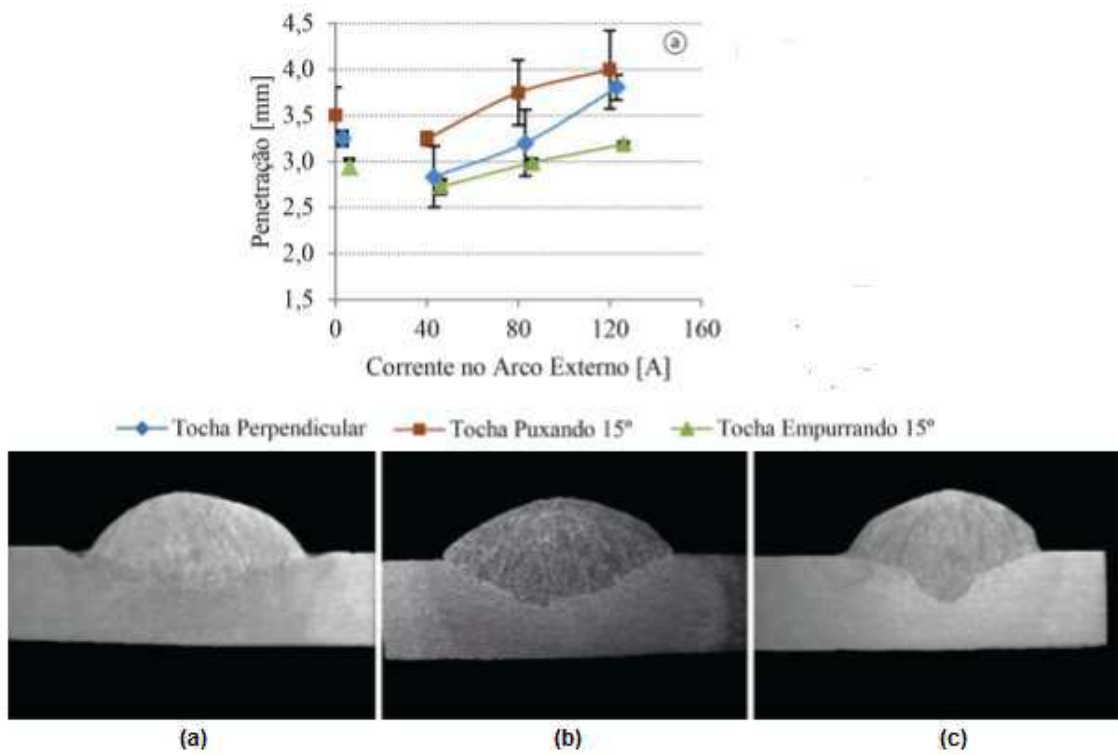 4,5
4,0
3,5
3,0
2,5
2,0
1,5
Penetração [mm]
a
0 40 80 120 160
Corrente no Arco Externo [A]
Tocha Perpendicular Tocha Puxando 15º Tocha Empurrando 15º
(a) (b) (c)